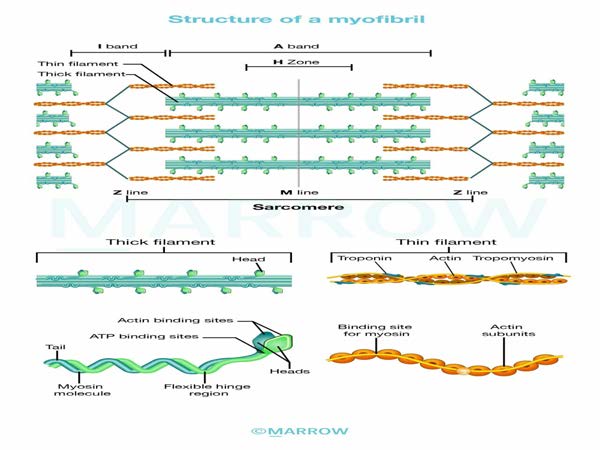 Structure of a myofibril
I band
A band
H Zone
Thin filament
Thick filament
Z line
M line
Z line
Sarcomere
MARROW
Thick filament
Thin filament
Head
Troponin
Actin
Tropomyosin
Actin binding sites
ATP binding sites
Tail
Heads
Myosin
molecule
Flexible hinge
region
Binding site
for myosin
Actin
subunits
©MARROW